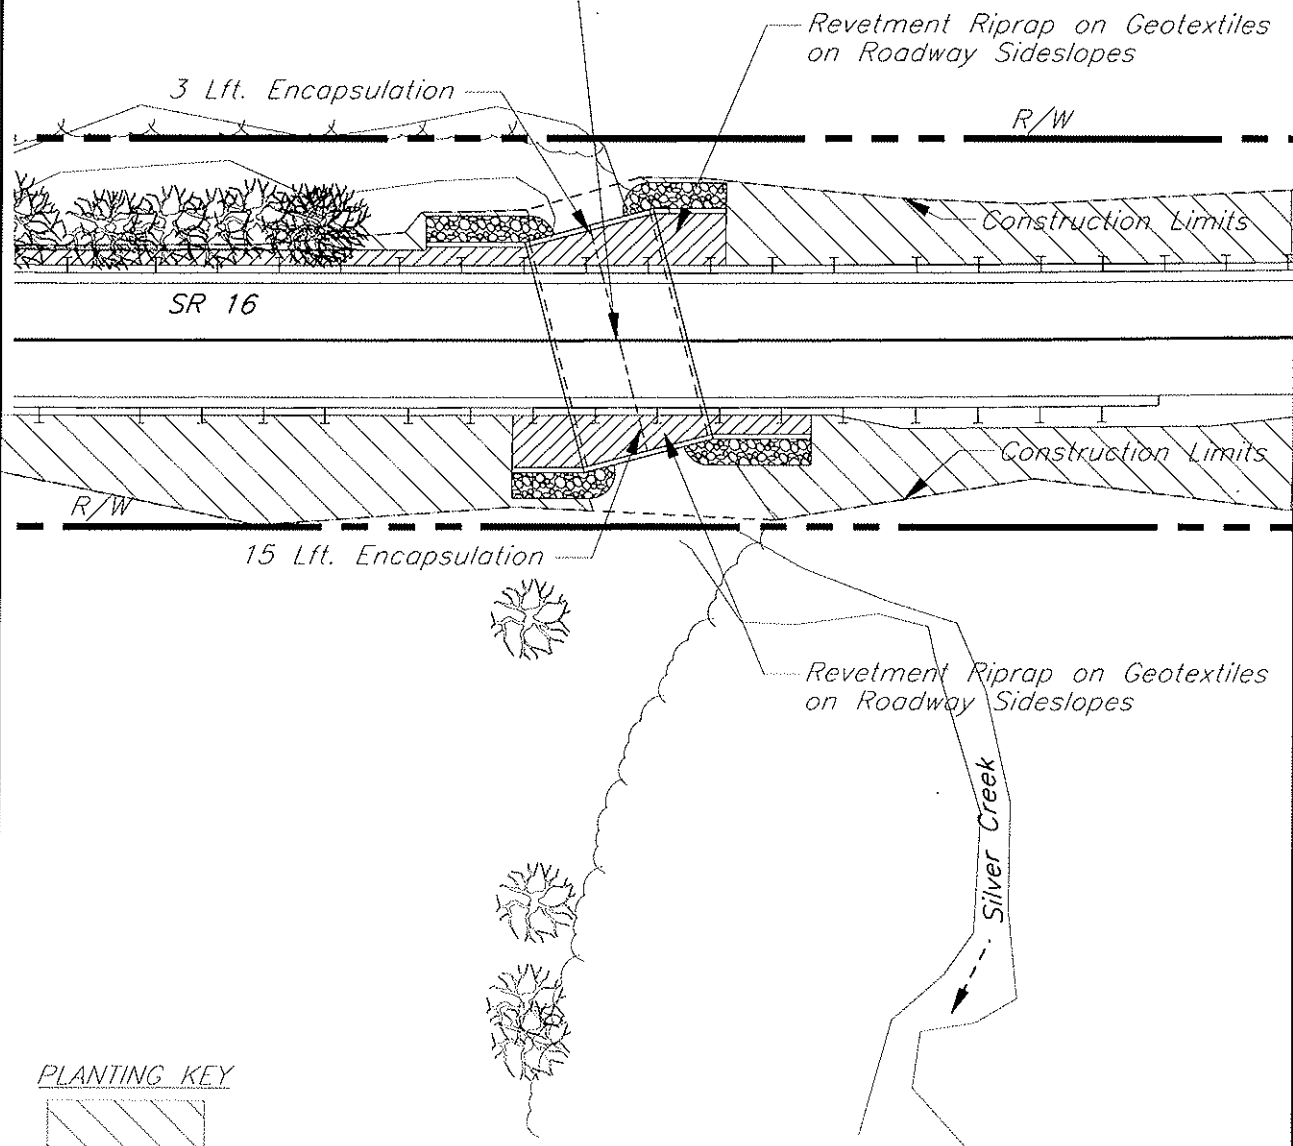 Revetment Riprap on Geotextiles
on Roadway Sideslopes
3 Lft. Encapsulation
R/W
Construction Limits
SR 16
Construction Limits
R/W
15 Lft. Encapsulation
Revetment Riprap on Geotextiles
on Roadway Sideslopes
Silver Creek
PLANTING KEY